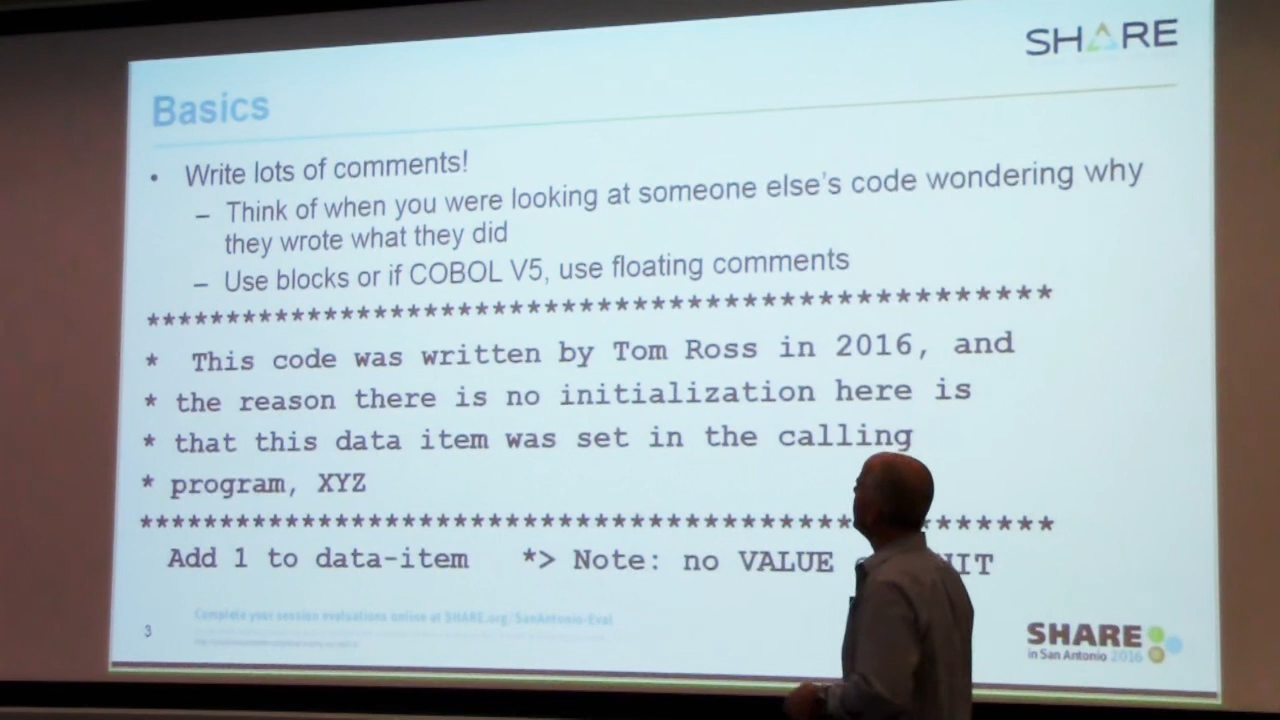 SHARE
Basics
• Write lots of comments!
– Think of when you were looking at someone else's code wondering why
they wrote what they did
– Use blocks or if COBOL V5, use floating comments
*********************************************************
* This code was written by Tom Ross in 2016, and
* the reason there is no initialization here is
* that this data item was set in the calling
* program, XYZ
*********************************************************
Add 1 to data-item *> Note: no VALUE
Complete your session evaluations online at SHARE.org/SanAntonio-Eval
3
SHARE
in San Antonio 2016